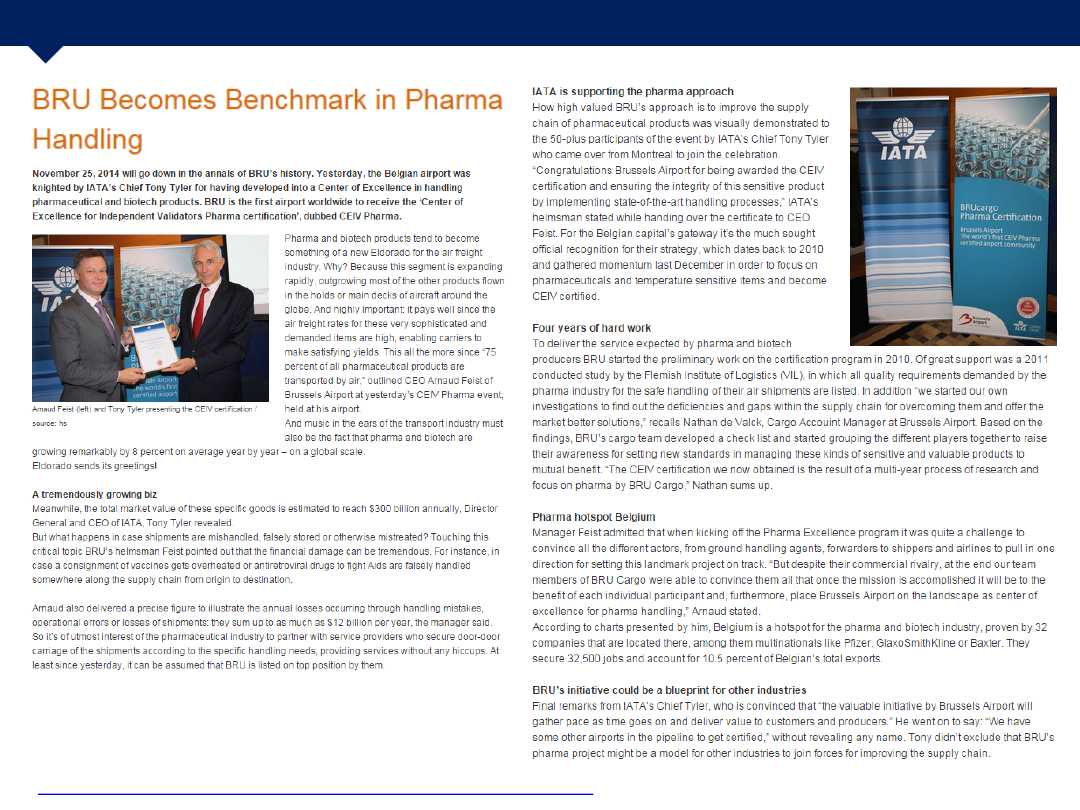 BRU Becomes Benchmark in Pharma
Handling
November 25, 2014 will go down in the annals of BRU's history. Yesterday, the Belgian airport was
knighted by IATA's Chief Tony Tyler for having developed into a Center of Excellence in handling
pharmaceutical and biotech products. BRU is the first airport worldwide to receive the 'Center of
Excellence for Independent Validators Pharma certification', dubbed CEIV Pharma.
Pharma and biotech products tend to become
something of a new Eldorado for the air freight
industry. Why? Because this segment is expanding
rapidly, outgrowing most of the other products flown
in the holds or main decks of aircraft around the
globe. And highly important: it pays well since the
air freight rates for these very sophisticated and
demanded items are high, enabling carriers to
make satisfying yields. This all the more since "75
percent of all pharmaceutical products are
transported by air," outlined CEO Arnaud Feist of
Brussels Airport at yesterday's CEIV Pharma event,
held at his airport.
And music in the ears of the transport industry must
also be the fact that pharma and biotech are
growing remarkably by 8 percent on average year by year – on a global scale.
Eldorado sends its greetings!
IATA
Brussels Airport
the world's first
certified airport
Arnaud Feist (left) and Tony Tyler presenting the CEIV certification /
source: hs
A tremendously growing biz
Meanwhile, the total market value of these specific goods is estimated to reach $300 billion annually, Director
General and CEO of IATA, Tony Tyler revealed.
But what happens in case shipments are mishandled, falsely stored or otherwise mistreated? Touching this
critical topic BRU's helmsman Feist pointed out that the financial damage can be tremendous. For instance, in
case a consignment of vaccines gets overheated or antiretroviral drugs to fight Aids are falsely handled
somewhere along the supply chain from origin to destination.
Arnaud also delivered a precise figure to illustrate the annual losses occurring through handling mistakes,
operational errors or losses of shipments: they sum up to as much as $12 billion per year, the manager said.
So it's of utmost interest of the pharmaceutical industry to partner with service providers who secure door-door
carriage of the shipments according to the specific handling needs, providing services without any hiccups. At
least since yesterday, it can be assumed that BRU is listed on top position by them.
IATA is supporting the pharma approach
How high valued BRU's approach is to improve the supply
chain of pharmaceutical products was visually demonstrated to
the 50-plus participants of the event by IATA's Chief Tony Tyler
who came over from Montreal to join the celebration.
"Congratulations Brussels Airport for being awarded the CEIV
certification and ensuring the integrity of this sensitive product
by implementing state-of-the-art handling processes," IATA's
helmsman stated while handing over the certificate to CEO
Feist. For the Belgian capital's gateway it's the much sought
official recognition for their strategy, which dates back to 2010
and gathered momentum last December in order to focus on
pharmaceuticals and temperature sensitive items and become
CEIV certified.
IATA
BRUcargo
Pharma Certification
Brussels Airport
The world's first CEIV Pharma
certified airport community
Brussels
airport
IATA
Four years of hard work
To deliver the service expected by pharma and biotech
producers BRU started the preliminary work on the certification program in 2010. Of great support was a 2011
conducted study by the Flemish Institute of Logistics (VIL), in which all quality requirements demanded by the
pharma industry for the safe handling of their air shipments are listed. In addition "we started our own
investigations to find out the deficiencies and gaps within the supply chain for overcoming them and offer the
market better solutions," recalls Nathan de Valck, Cargo Accouint Manager at Brussels Airport. Based on the
findings, BRU's cargo team developed a check list and started grouping the different players together to raise
their awareness for setting new standards in managing these kinds of sensitive and valuable products to
mutual benefit. "The CEIV certification we now obtained is the result of a multi-year process of research and
focus on pharma by BRU Cargo," Nathan sums up.
Pharma hotspot Belgium
Manager Feist admitted that when kicking off the Pharma Excellence program it was quite a challenge to
convince all the different actors, from ground handling agents, forwarders to shippers and airlines to pull in one
direction for setting this landmark project on track. "But despite their commercial rivalry, at the end our team
members of BRU Cargo were able to convince them all that once the mission is accomplished it will be to the
benefit of each individual participant and, furthermore, place Brussels Airport on the landscape as center of
excellence for pharma handling," Arnaud stated.
According to charts presented by him, Belgium is a hotspot for the pharma and biotech industry, proven by 32
companies that are located there, among them multinationals like Pfizer, GlaxoSmithKline or Baxter. They
secure 32,500 jobs and account for 10.5 percent of Belgian's total exports.
BRU's initiative could be a blueprint for other industries
Final remarks from IATA's Chief Tyler, who is convinced that "the valuable initiative by Brussels Airport will
gather pace as time goes on and deliver value to customers and producers." He went on to say: "We have
some other airports in the pipeline to get certified," without revealing any name. Tony didn't exclude that BRU's
pharma project might be a model for other industries to join forces for improving the supply chain.